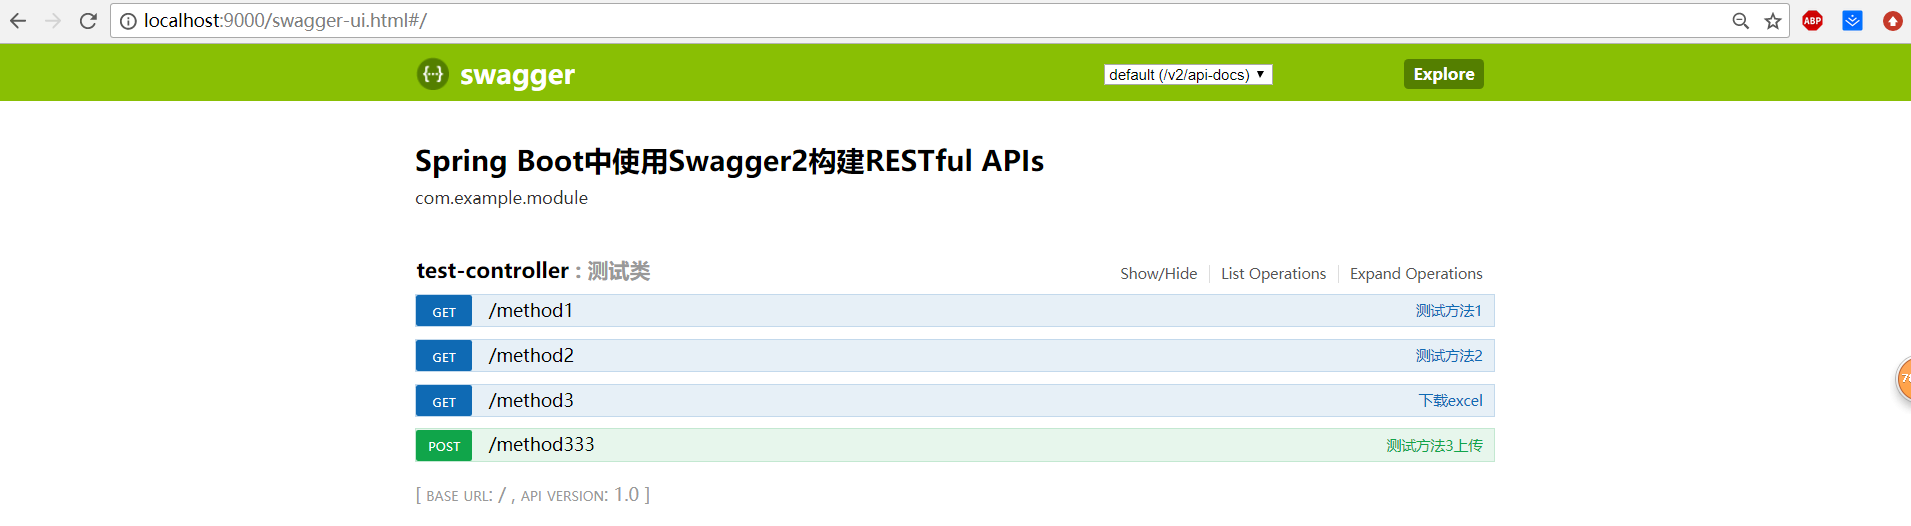 localhost:9000/swagger-ui.html#/
ABP
{···} swagger
default (/v2/api-docs)
Explore
Spring Boot中使用Swagger2构建RESTful APIs
com.example.module
test-controller : 测试类
Show/Hide
List Operations
Expand Operations
GET /method1 测试方法1
GET /method2 测试方法2
GET /method3 下载excel
POST /method333 测试方法3上传
[ BASE URL: / , API VERSION: 1.0 ]